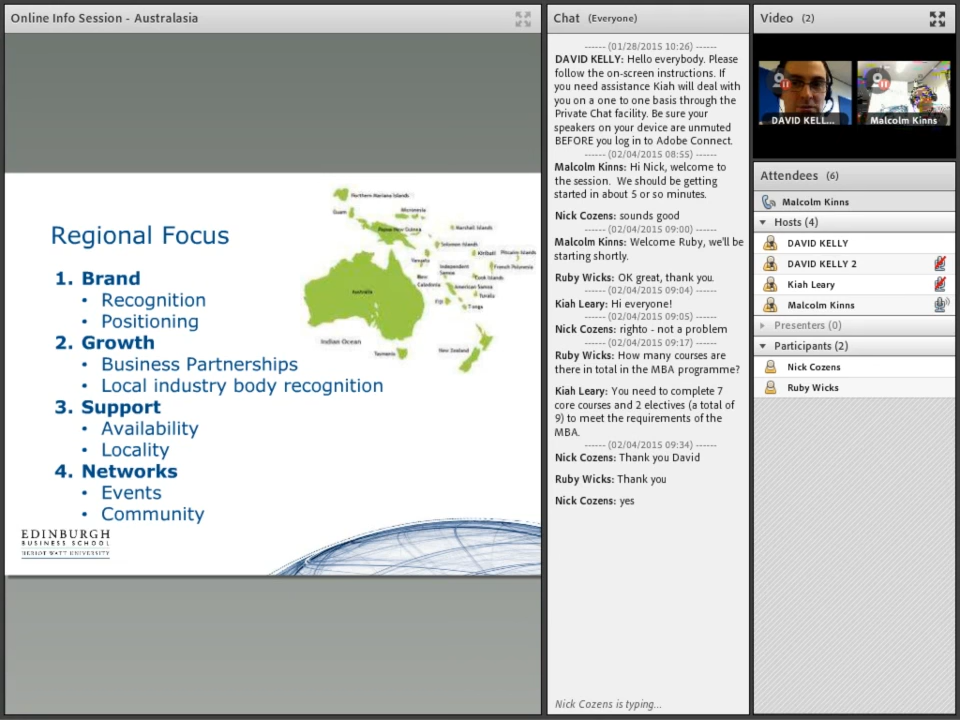 Online Info Session - Australasia
Regional Focus
1. Brand
• Recognition
• Positioning
2. Growth
• Business Partnerships
• Local industry body recognition
3. Support
• Availability
• Locality
4. Networks
• Events
• Community
Northern Mariana Islands
Guam
Micronesia
Papua New Guinea
Marshall Islands
Solomon Islands
Kiribati
Pitcairn Islands
Vanuatu
Independent
Samoa
French Polynesia
New
Caledonia
Cook Islands
American Samoa
Tuvalu
Fiji
Tonga
Australia
Indian Ocean
Tasmania
New Zealand
EDINBURGH
BUSINESS SCHOOL
HERIOT WATT UNIVERSITY
Chat (Everyone)
------ (01/28/2015 10:26) ------
DAVID KELLY: Hello everybody. Please
follow the on-screen instructions. If
you need assistance Kiah will deal with
you on a one to one basis through the
Private Chat facility. Be sure your
speakers on your device are unmuted
BEFORE you log in to Adobe Connect.
------ (02/04/2015 08:55) ------
Malcolm Kinns: Hi Nick, welcome to
the session. We should be getting
started in about 5 or so minutes.
Nick Cozens: sounds good
------ (02/04/2015 09:00) ------
Malcolm Kinns: Welcome Ruby, we'll be
starting shortly.
Ruby Wicks: OK great, thank you.
------ (02/04/2015 09:04) ------
Kiah Leary: Hi everyone!
------ (02/04/2015 09:05) ------
Nick Cozens: righto - not a problem
------ (02/04/2015 09:17) ------
Ruby Wicks: How many courses are
there in total in the MBA programme?
Kiah Leary: You need to complete 7
core courses and 2 electives (a total of
9) to meet the requirements of the
MBA.
------ (02/04/2015 09:34) ------
Nick Cozens: Thank you David
Ruby Wicks: Thank you
Nick Cozens: yes
Nick Cozens is typing...
Video (2)
DAVID KELL...
Malcolm Kinns
Attendees (6)
Malcolm Kinns
Hosts (4)
DAVID KELLY
DAVID KELLY 2
Kiah Leary
Malcolm Kinns
Presenters (0)
Participants (2)
Nick Cozens
Ruby Wicks